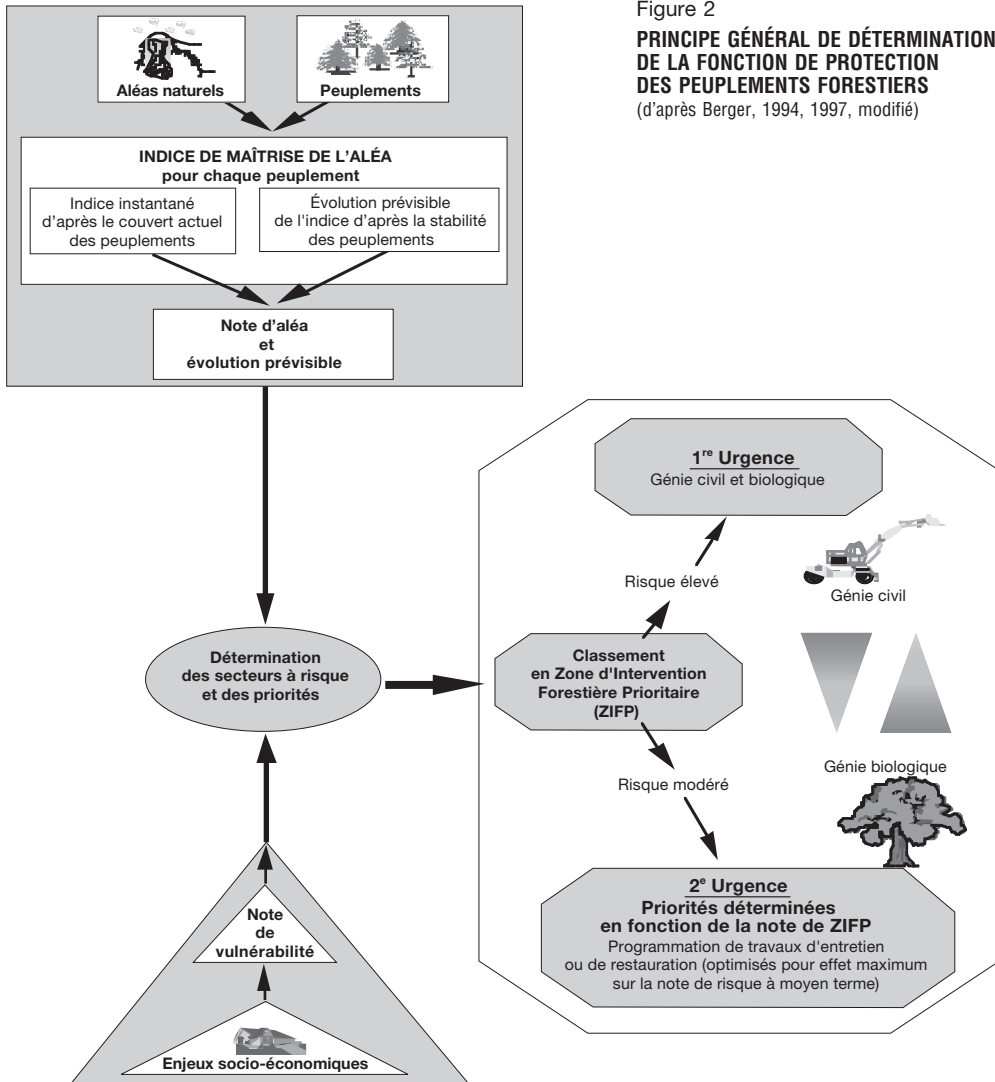 Figure 2
PRINCIPE GÉNÉRAL DE DÉTERMINATION
DE LA FONCTION DE PROTECTION
DES PEUPLEMENTS FORESTIERS
(d'après Berger, 1994, 1997, modifié)
Aléas naturels
Peuplements
INDICE DE MAÎTRISE DE L'ALÉA
pour chaque peuplement
Indice instantané
d'après le couvert actuel
des peuplements
Évolution prévisible
de l'indice d'après la stabilité
des peuplements
Note d'aléa
et
évolution prévisible
1re Urgence
Génie civil et biologique
Risque élevé
Génie civil
Détermination
des secteurs à risque
et des priorités
Classement
en Zone d'Intervention
Forestière Prioritaire
(ZIFP)
Génie biologique
Risque modéré
2e Urgence
Priorités déterminées
en fonction de la note de ZIFP
Programmation de travaux d'entretien
ou de restauration (optimisés pour effet maximum
sur la note de risque à moyen terme)
Note
de
vulnérabilité
Enjeux socio-économiques